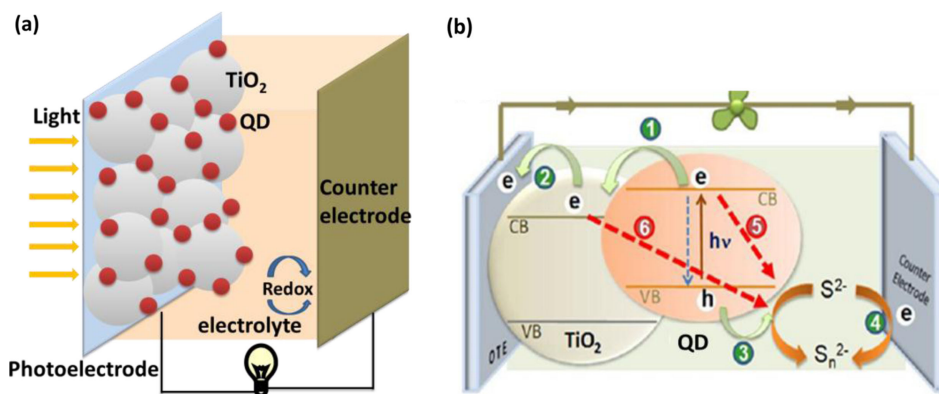 (a)
TiO2
QD
Light
Counter
electrode
Redox
electrolyte
Photoelectrode
(b)
1
e
2
e
e
CB
CB
6
hν
5
VB
h
VB
TiO2
QD
3
S2-
Sn2-
4
e
Counter
Electrode
OTE